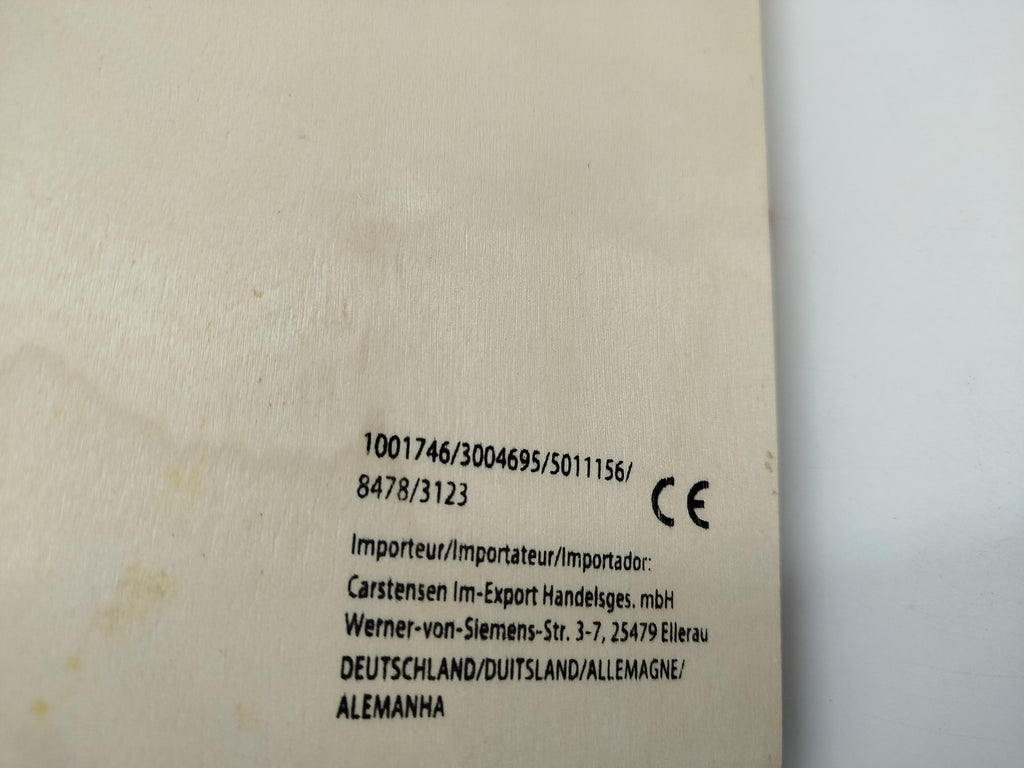 1001746/3004695/5011156/
8478/3123
CE
Importeur/Importateur/Importador:
Carstensen Im-Export Handelsges. mbH
Werner-von-Siemens-Str. 3-7, 25479 Ellerau
DEUTSCHLAND/DUITSLAND/ALLEMAGNE/
ALEMANHA